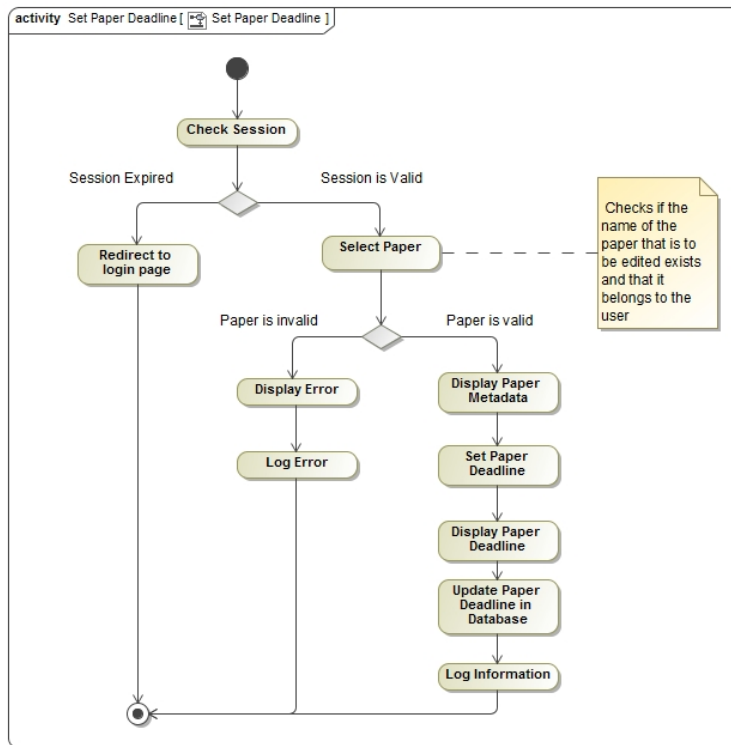 activity Set Paper Deadline [ Set Paper Deadline ]
Check Session
Session Expired
Session is Valid
Redirect to
login page
Select Paper
Checks if the
name of the
paper that is to
be edited exists
and that it
belongs to the
user
Paper is invalid
Paper is valid
Display Error
Display Paper
Metadata
Log Error
Set Paper
Deadline
Display Paper
Deadline
Update Paper
Deadline in
Database
Log Information